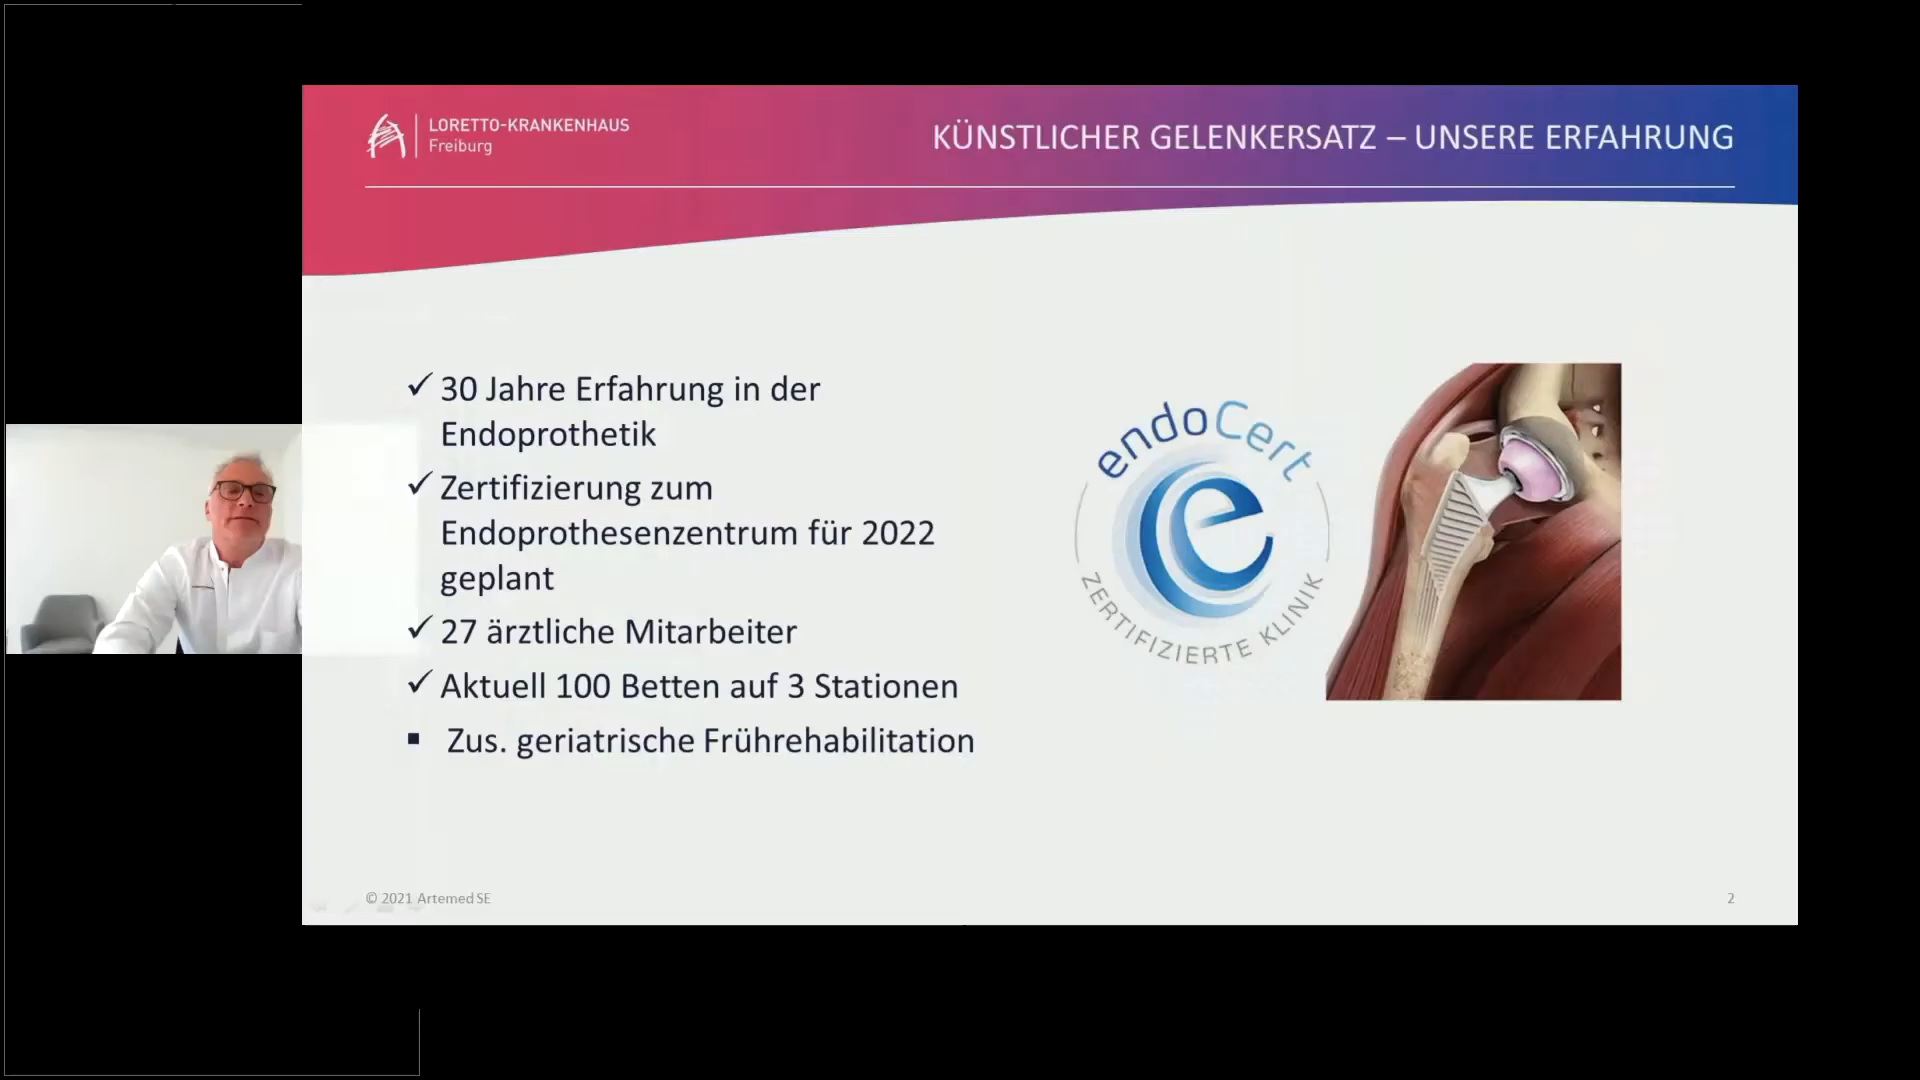 LORETTO-KRANKENHAUS
Freiburg
KÜNSTLICHER GELENKERSATZ – UNSERE ERFAHRUNG
✓ 30 Jahre Erfahrung in der
Endoprothetik
✓ Zertifizierung zum
Endoprothesenzentrum für 2022
geplant
✓ 27 ärztliche Mitarbeiter
✓ Aktuell 100 Betten auf 3 Stationen
▪ Zus. geriatrische Frührehabilitation
endoCert
e
ZERTIFIZIERTE KLINIK
© 2021 Artemed SE
2